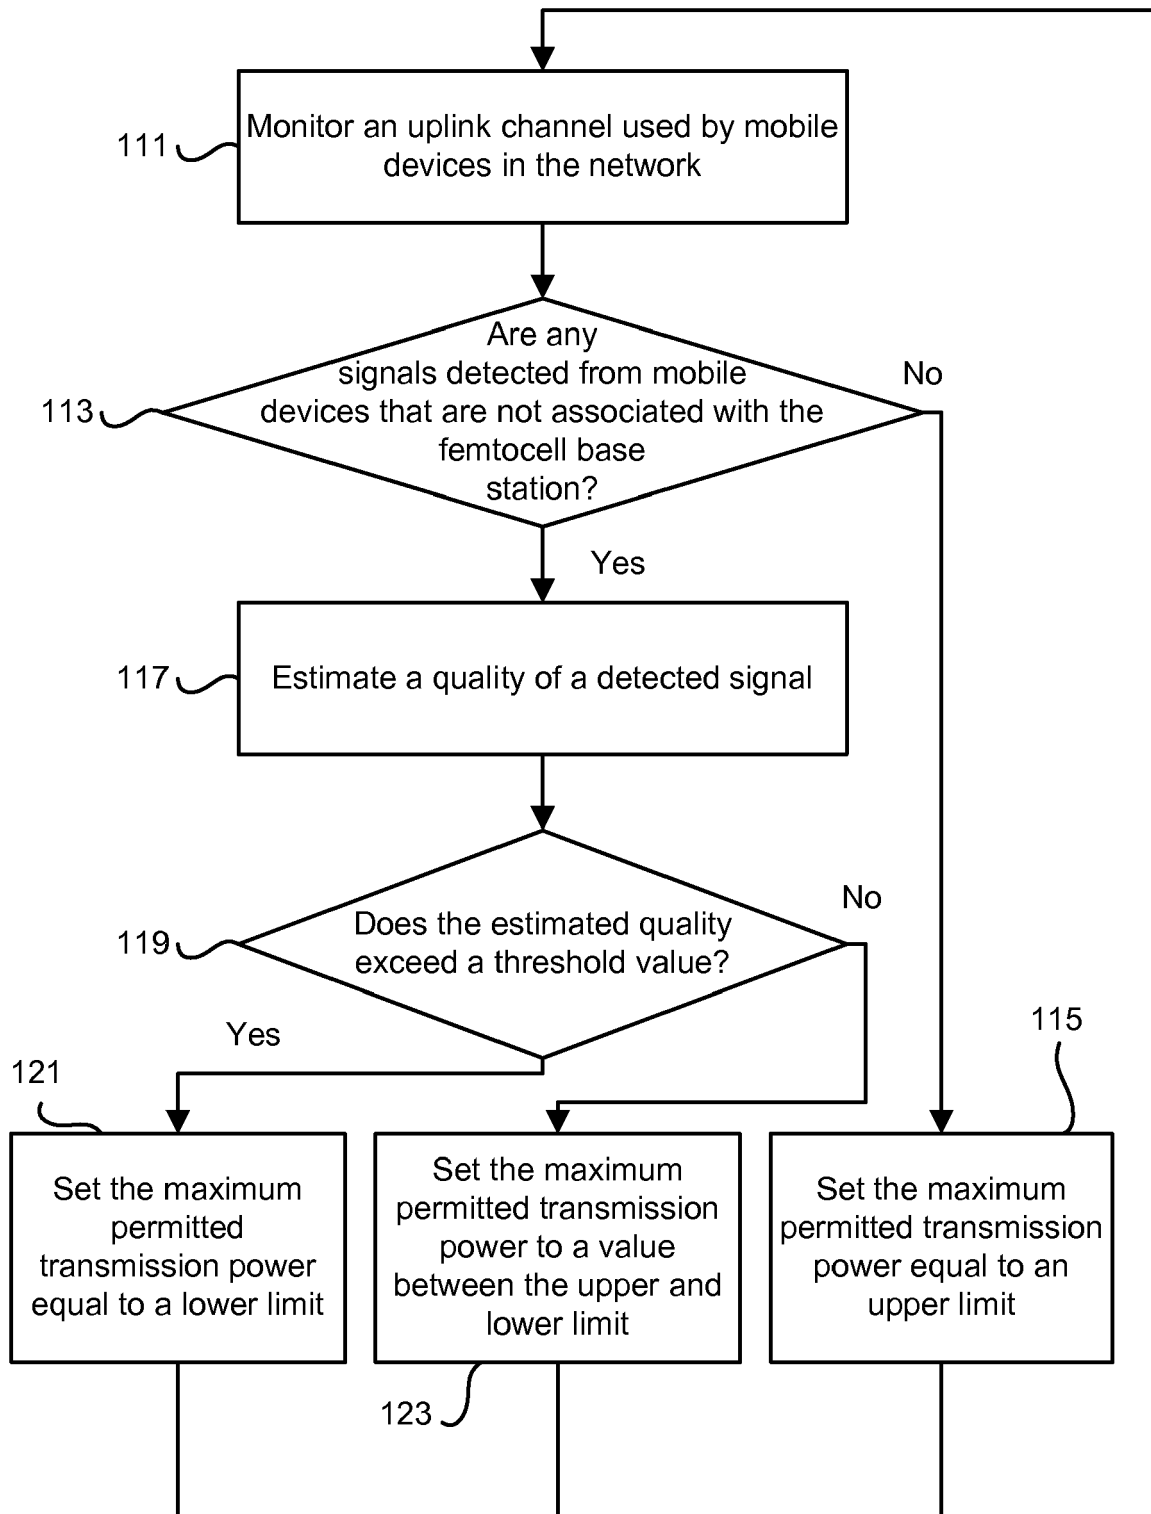 111
Monitor an uplink channel used by mobile
devices in the network
Are any
signals detected from mobile
devices that are not associated with the
femtocell base
station?
No
113
Yes
117
Estimate a quality of a detected signal
No
119
Does the estimated quality
exceed a threshold value?
Yes
115
121
Set the maximum
permitted
transmission power
equal to a lower limit
Set the maximum
permitted transmission
power to a value
between the upper and
lower limit
Set the maximum
permitted transmission
power equal to an
upper limit
123